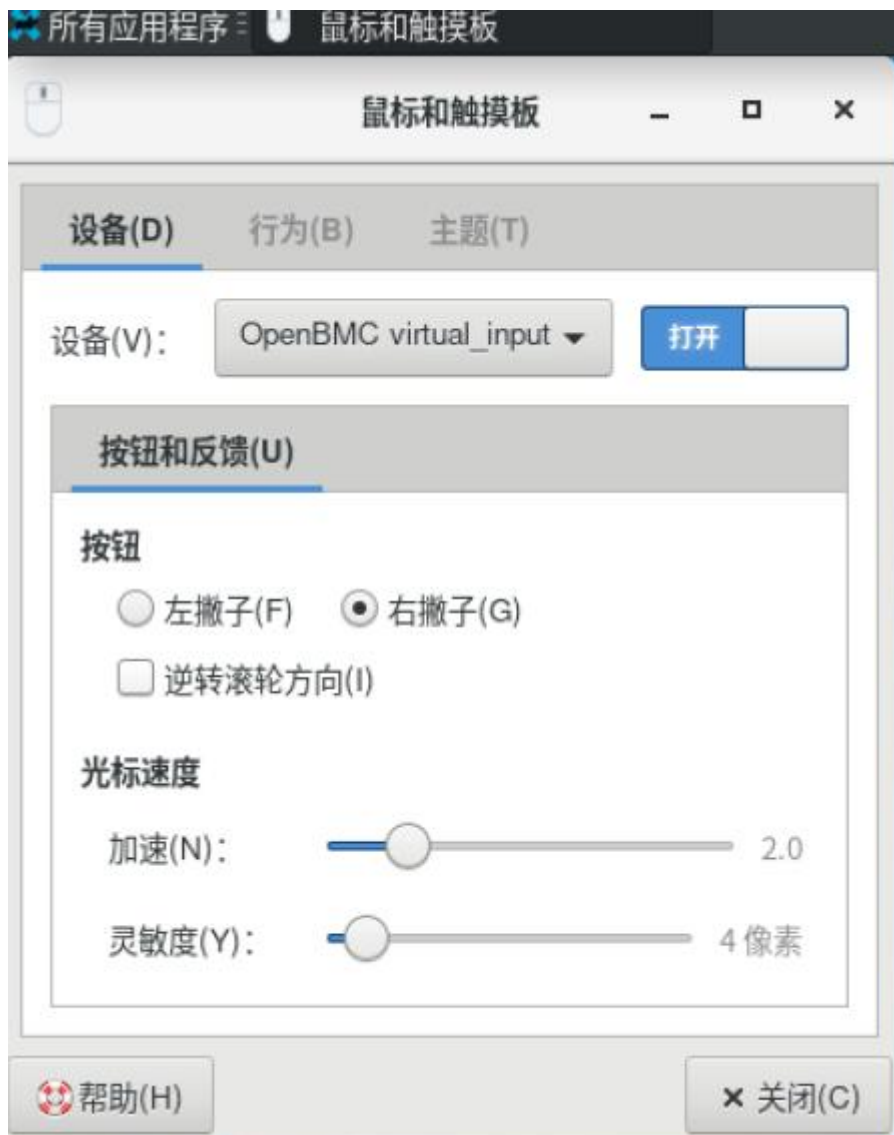 所有应用程序 鼠标和触摸板
鼠标和触摸板
设备(D) 行为(B) 主题(T)
设备(V)： OpenBMC virtual_input 打开
按钮和反馈(U)
按钮
左撇子(F) 右撇子(G)
逆转滚轮方向(I)
光标速度
加速(N)： 2.0
灵敏度(Y)： 4 像素
帮助(H) 关闭(C)